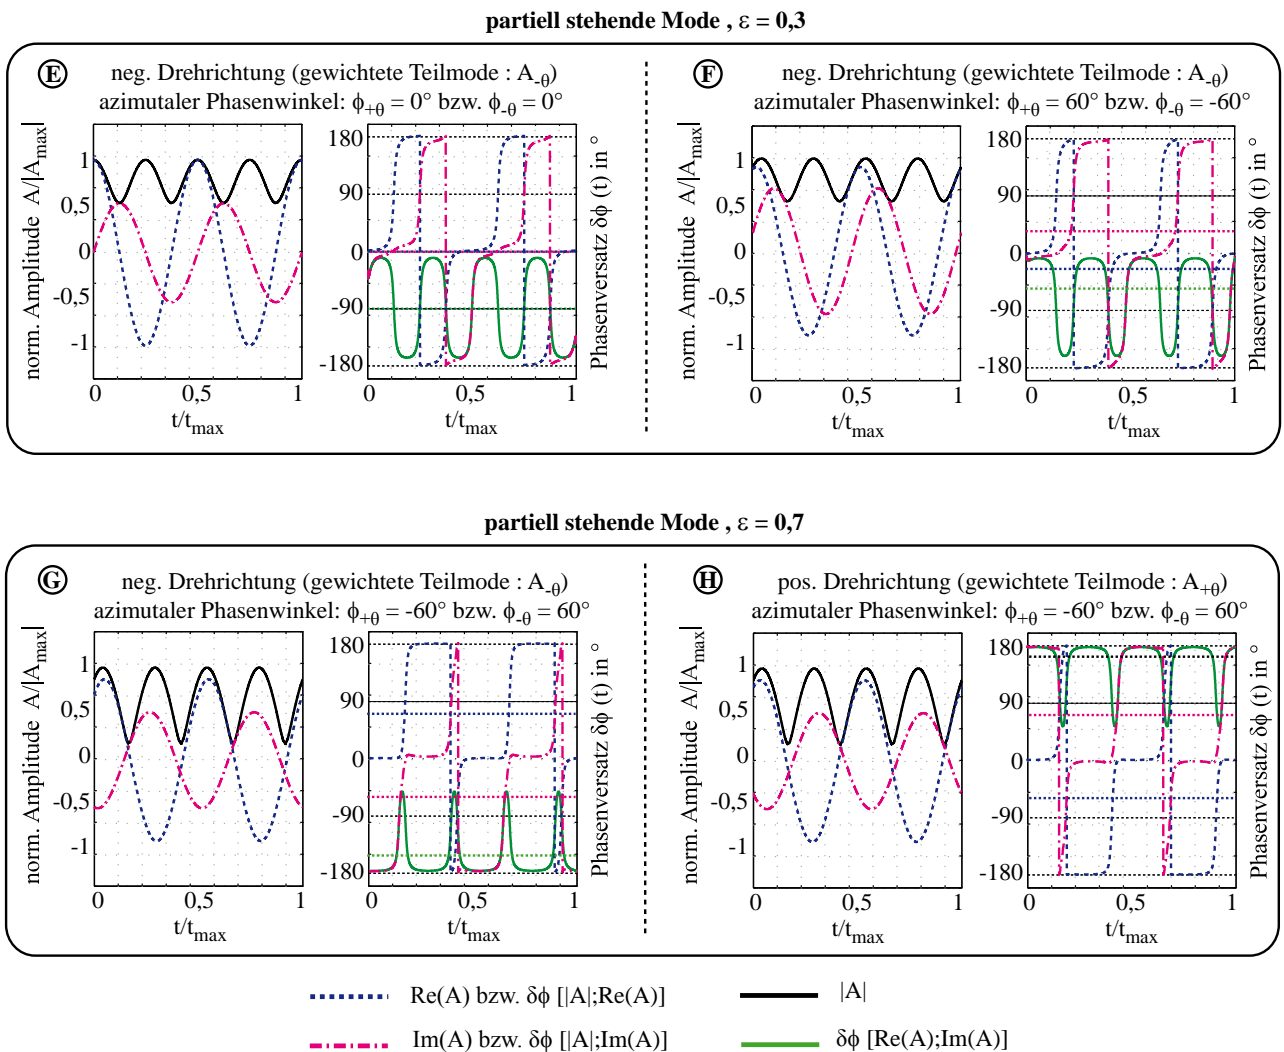 partiell stehende Mode , ε = 0,3
E neg. Drehrichtung (gewichtete Teilmode : A-θ)
azimutaler Phasenwinkel: ϕ+θ = 0° bzw. ϕ-θ = 0°
norm. Amplitude A/|Amax|
1
0,5
0
-0,5
-1
0 0,5 1
t/tmax
180
90
0
-90
-180
0 0,5 1
t/tmax
Phasenversatz δϕ (t) in °
F neg. Drehrichtung (gewichtete Teilmode : A-θ)
azimutaler Phasenwinkel: ϕ+θ = 60° bzw. ϕ-θ = -60°
norm. Amplitude A/|Amax|
1
0,5
0
-0,5
-1
0 0,5 1
t/tmax
180
90
0
-90
-180
0 0,5 1
t/tmax
Phasenversatz δϕ (t) in °
partiell stehende Mode , ε = 0,7
G neg. Drehrichtung (gewichtete Teilmode : A-θ)
azimutaler Phasenwinkel: ϕ+θ = -60° bzw. ϕ-θ = 60°
norm. Amplitude A/|Amax|
1
0,5
0
-0,5
-1
0 0,5 1
t/tmax
180
90
0
-90
-180
0 0,5 1
t/tmax
Phasenversatz δϕ (t) in °
H pos. Drehrichtung (gewichtete Teilmode : A+θ)
azimutaler Phasenwinkel: ϕ+θ = -60° bzw. ϕ-θ = 60°
norm. Amplitude A/|Amax|
1
0,5
0
-0,5
-1
0 0,5 1
t/tmax
180
90
0
-90
-180
0 0,5 1
t/tmax
Phasenversatz δϕ (t) in °
Re(A) bzw. δϕ [|A|;Re(A)]
|A|
Im(A) bzw. δϕ [|A|;Im(A)]
δϕ [Re(A);Im(A)]